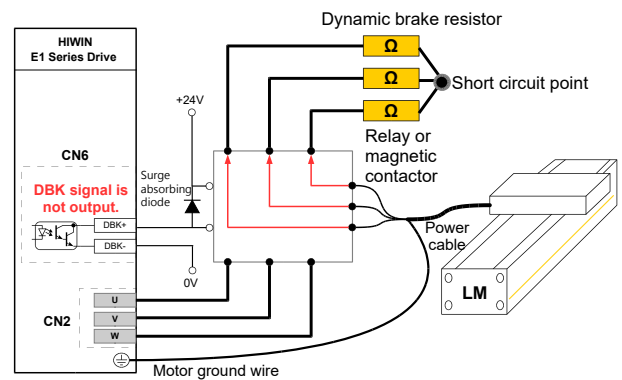 Dynamic brake resistor
HIWIN
E1 Series Drive
Ω
Ω
Ω
Short circuit point
+24V
Relay or
magnetic
contactor
CN6
Surge
absorbing
diode
DBK signal is
not output.
DBK+
DBK-
Power
cable
0V
LM
CN2
U
V
W
Motor ground wire